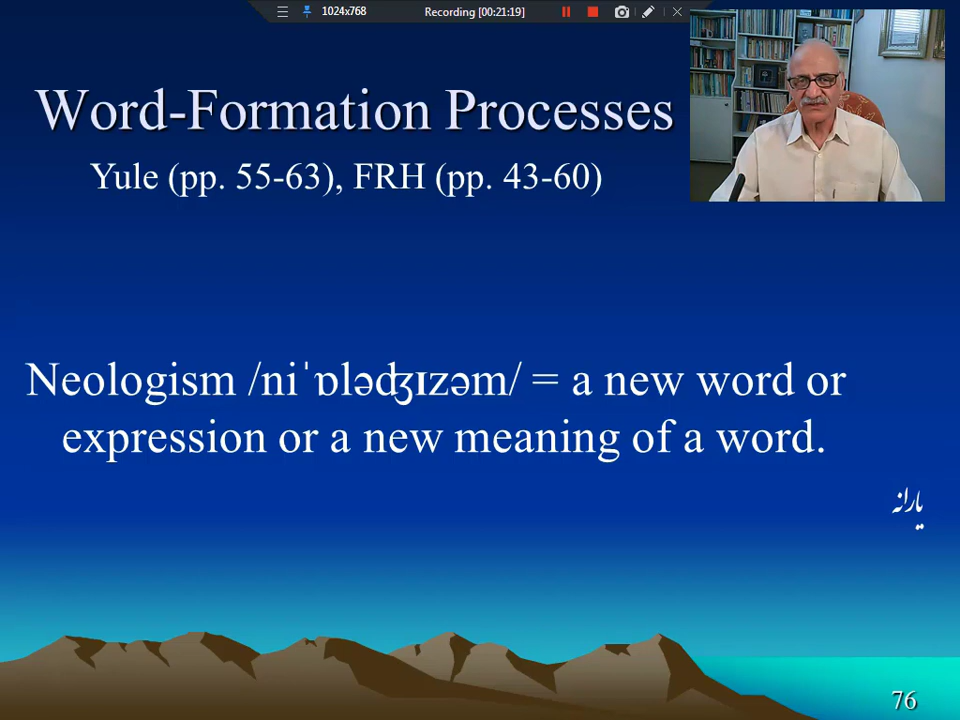 1024x768
Recording [00:21:19]
Word-Formation Processes
Yule (pp. 55-63), FRH (pp. 43-60)
Neologism /niˈɒləʤɪzəm/ = a new word or
expression or a new meaning of a word.
یارانه
76